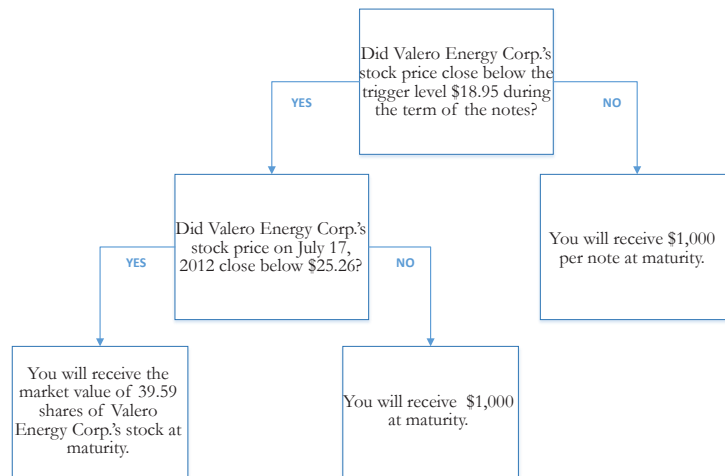 Did Valero Energy Corp.'s
stock price close below the
trigger level $18.95 during
the term of the notes?
YES
NO
Did Valero Energy Corp.'s
stock price on July 17,
2012 close below $25.26?
You will receive $1,000
per note at maturity.
YES
NO
You will receive the
market value of 39.59
shares of Valero
Energy Corp.'s stock at
maturity.
You will receive $1,000
at maturity.